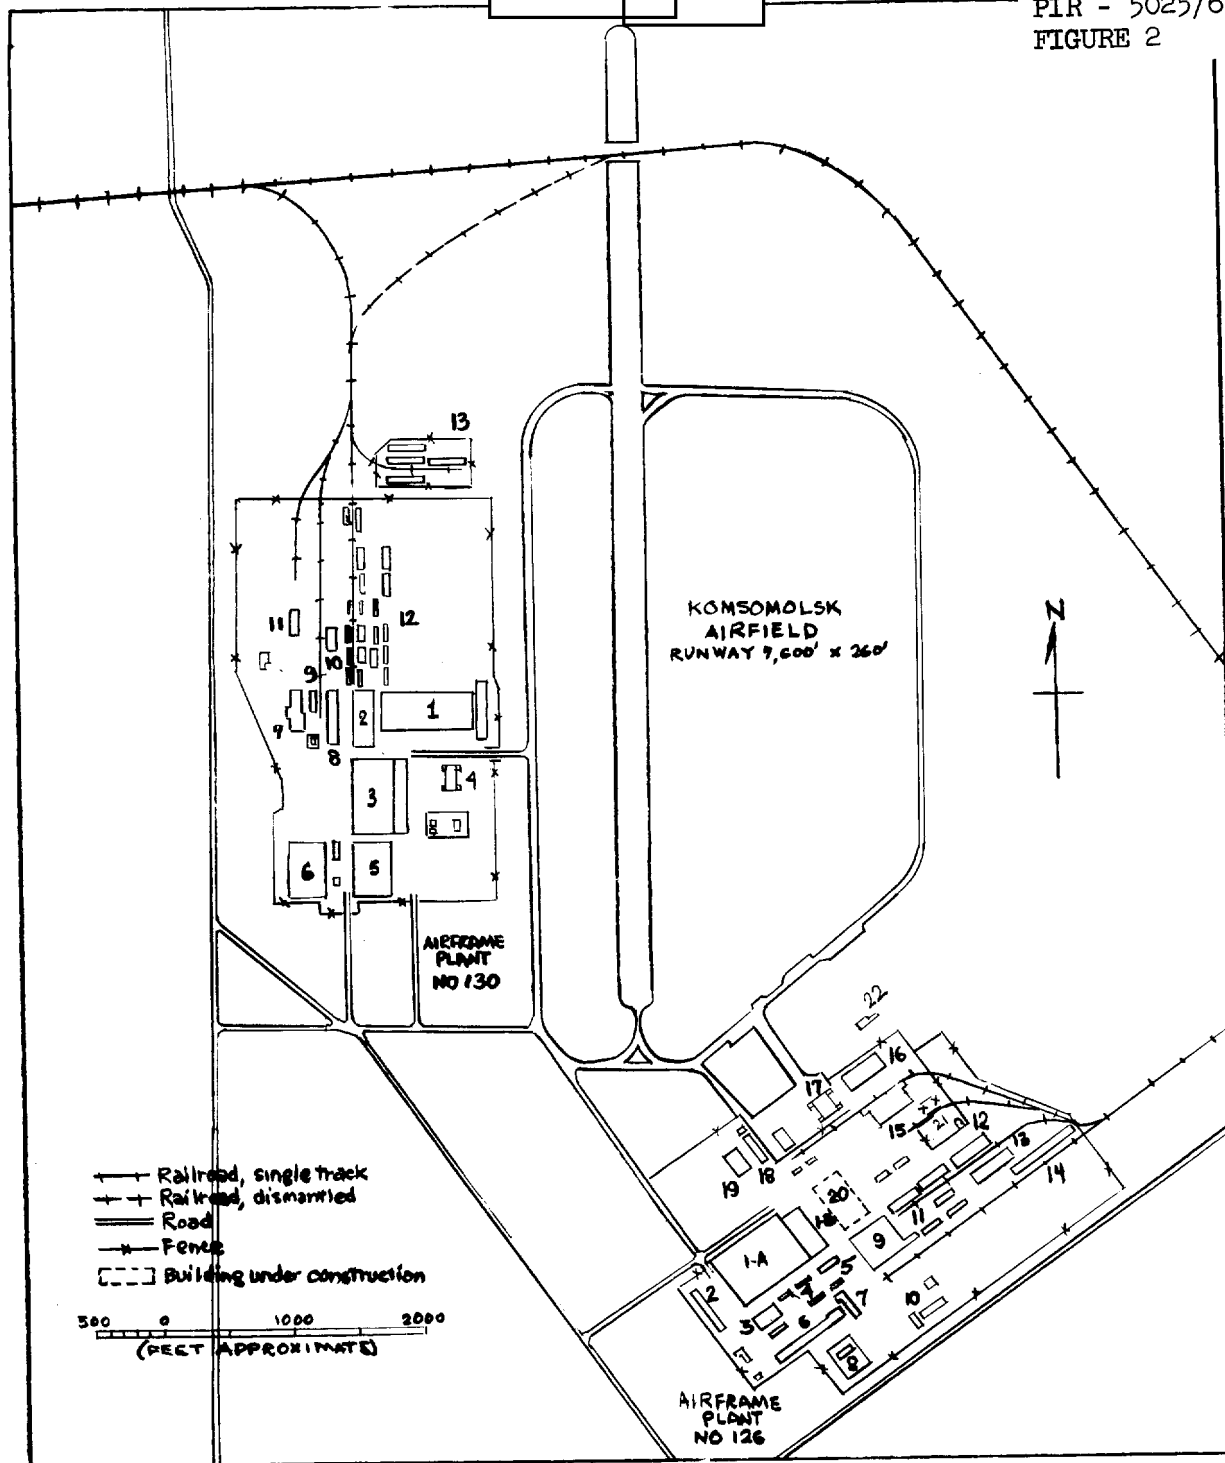 PIR - 5025/6
FIGURE 2
13
12
11
10
9
7
8
2
1
3
4
6
5
KOMSOMOLSK
AIRFIELD
RUNWAY 7,600' x 260'
N
AIRFRAME
PLANT
NO 130
22
16
17
15
21
12
13
14
18
19
20
11
9
1-B
1-A
5
2
4
3
6
7
10
8
Railroad, single track
Railroad, dismantled
Road
Fence
Building under construction
500 0 1000 2000
(FEET APPROXIMATE)
AIRFRAME
PLANT
NO 126